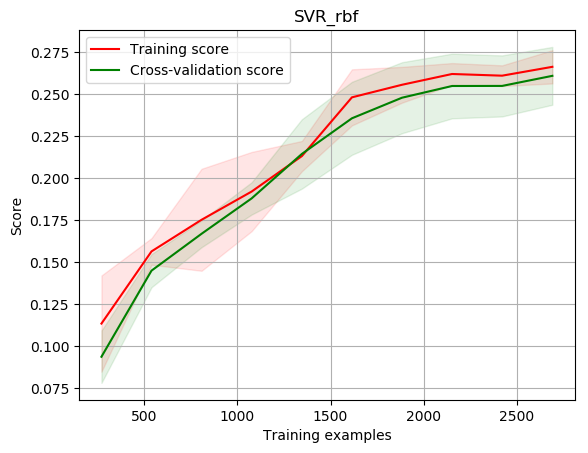 SVR_rbf
Training score
Cross-validation score
Score
0.275
0.250
0.225
0.200
0.175
0.150
0.125
0.100
0.075
500
1000
1500
2000
2500
Training examples